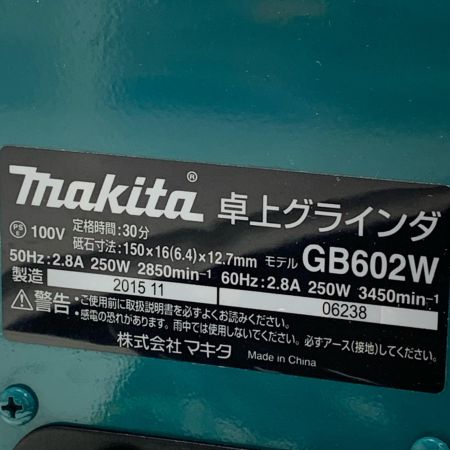 makita® 卓上グラインダ
PSE 100V 定格時間:30分
砥石寸法:150×16(6.4)×12.7mm モデル GB602W
50Hz:2.8A 250W 2850min⁻¹ 60Hz:2.8A 250W 3450min⁻¹
製造 2015 11 06238
⚠警告・ご使用前に取扱説明書を必ずよくお読みください。
・感電の恐れがあります。雨中では使用しないでください。必ずアース(接地)してください。
株式会社マキタ Made in China